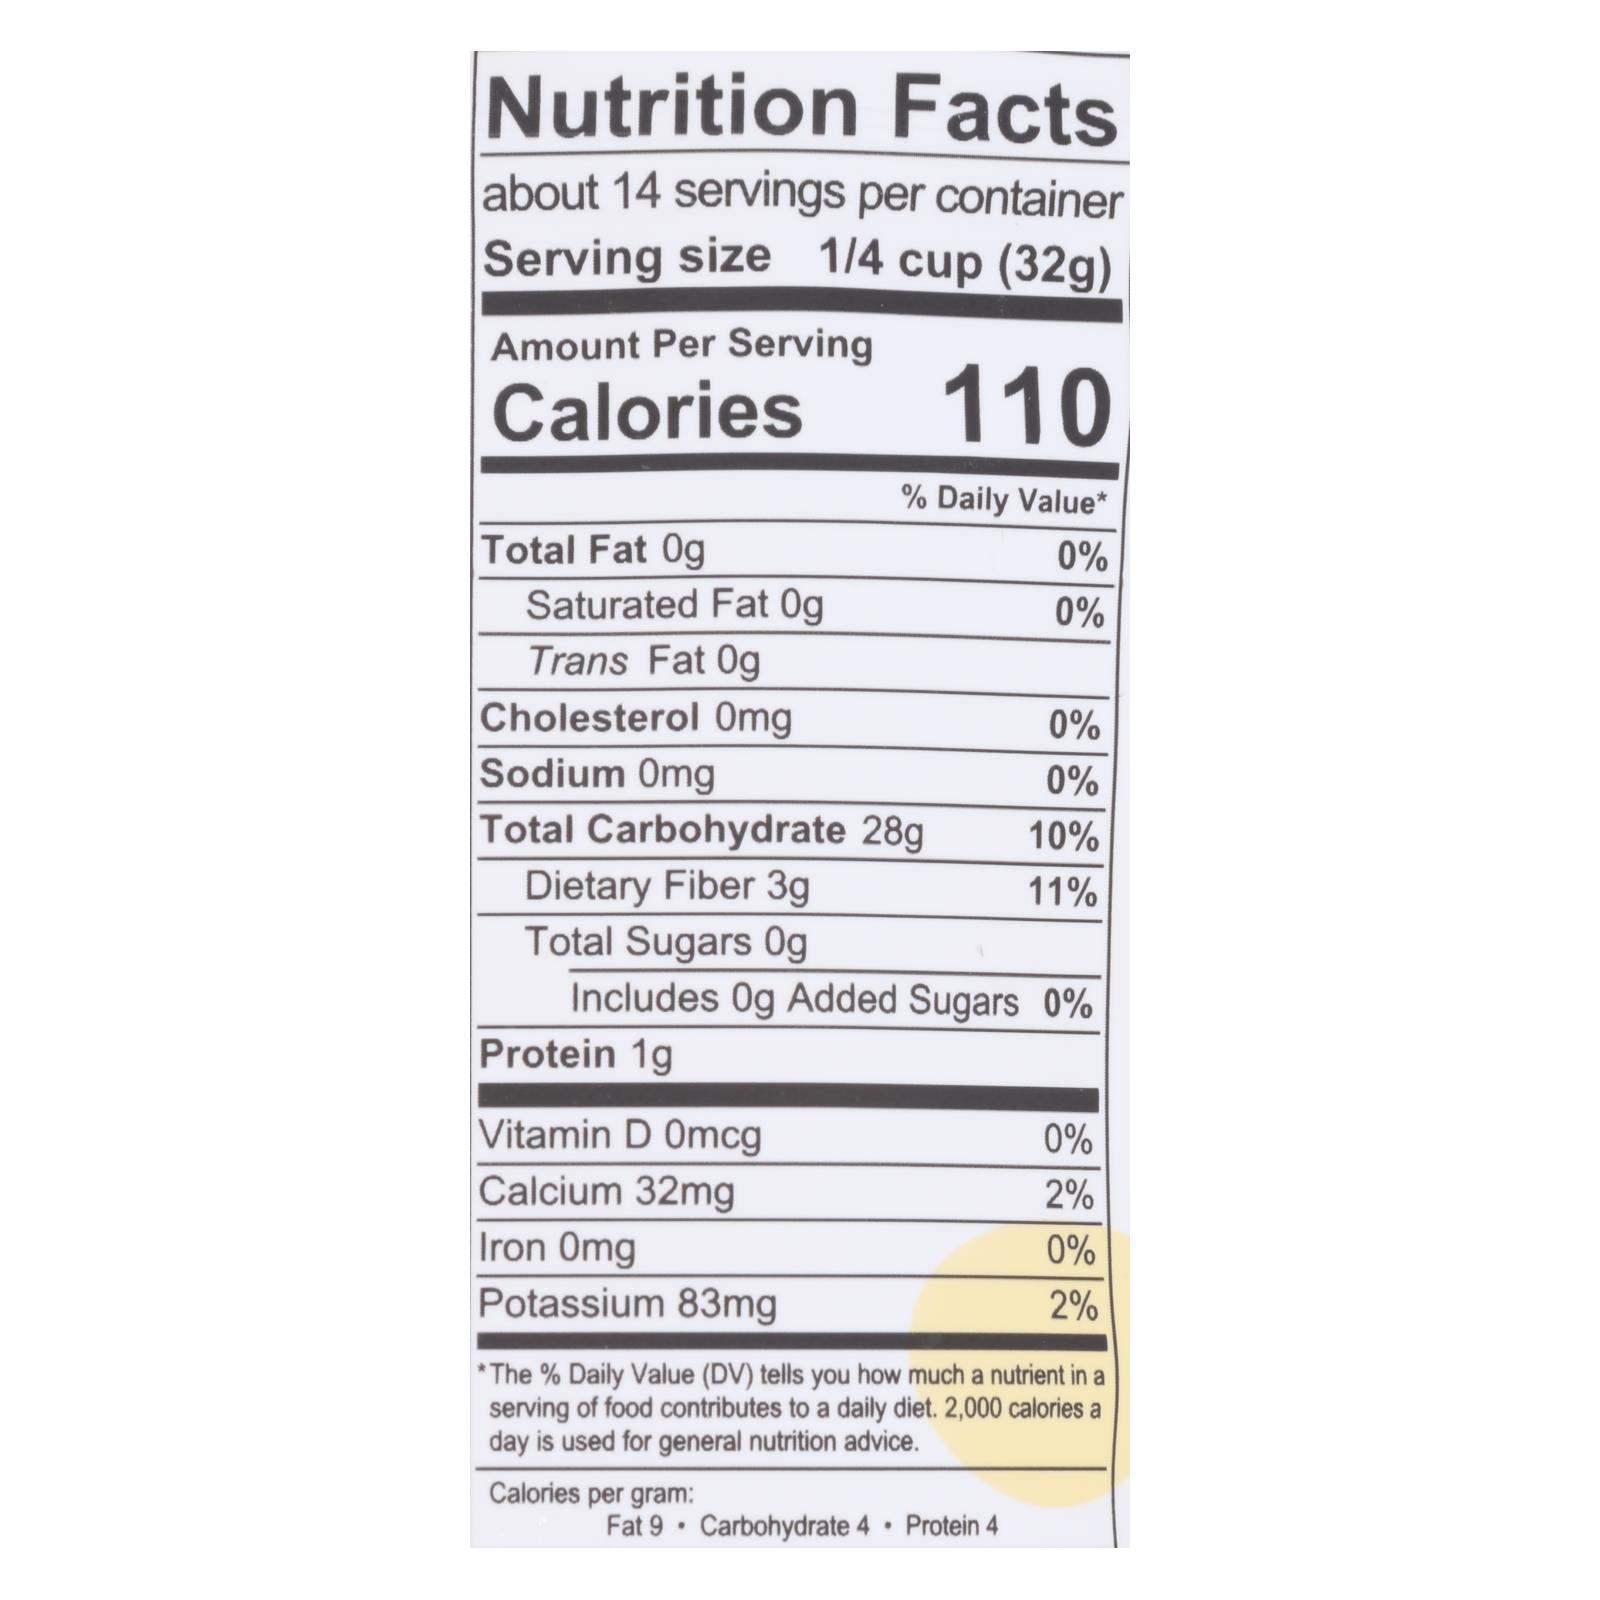 Nutrition Facts
about 14 servings per container
Serving size 1/4 cup (32g)
Amount Per Serving
Calories 110
% Daily Value*
Total Fat 0g 0%
Saturated Fat 0g 0%
Trans Fat 0g
Cholesterol 0mg 0%
Sodium 0mg 0%
Total Carbohydrate 28g 10%
Dietary Fiber 3g 11%
Total Sugars 0g
Includes 0g Added Sugars 0%
Protein 1g
Vitamin D 0mcg 0%
Calcium 32mg 2%
Iron 0mg 0%
Potassium 83mg 2%
*The % Daily Value (DV) tells you how much a nutrient in a
serving of food contributes to a daily diet. 2,000 calories a
day is used for general nutrition advice.
Calories per gram:
Fat 9 • Carbohydrate 4 • Protein 4